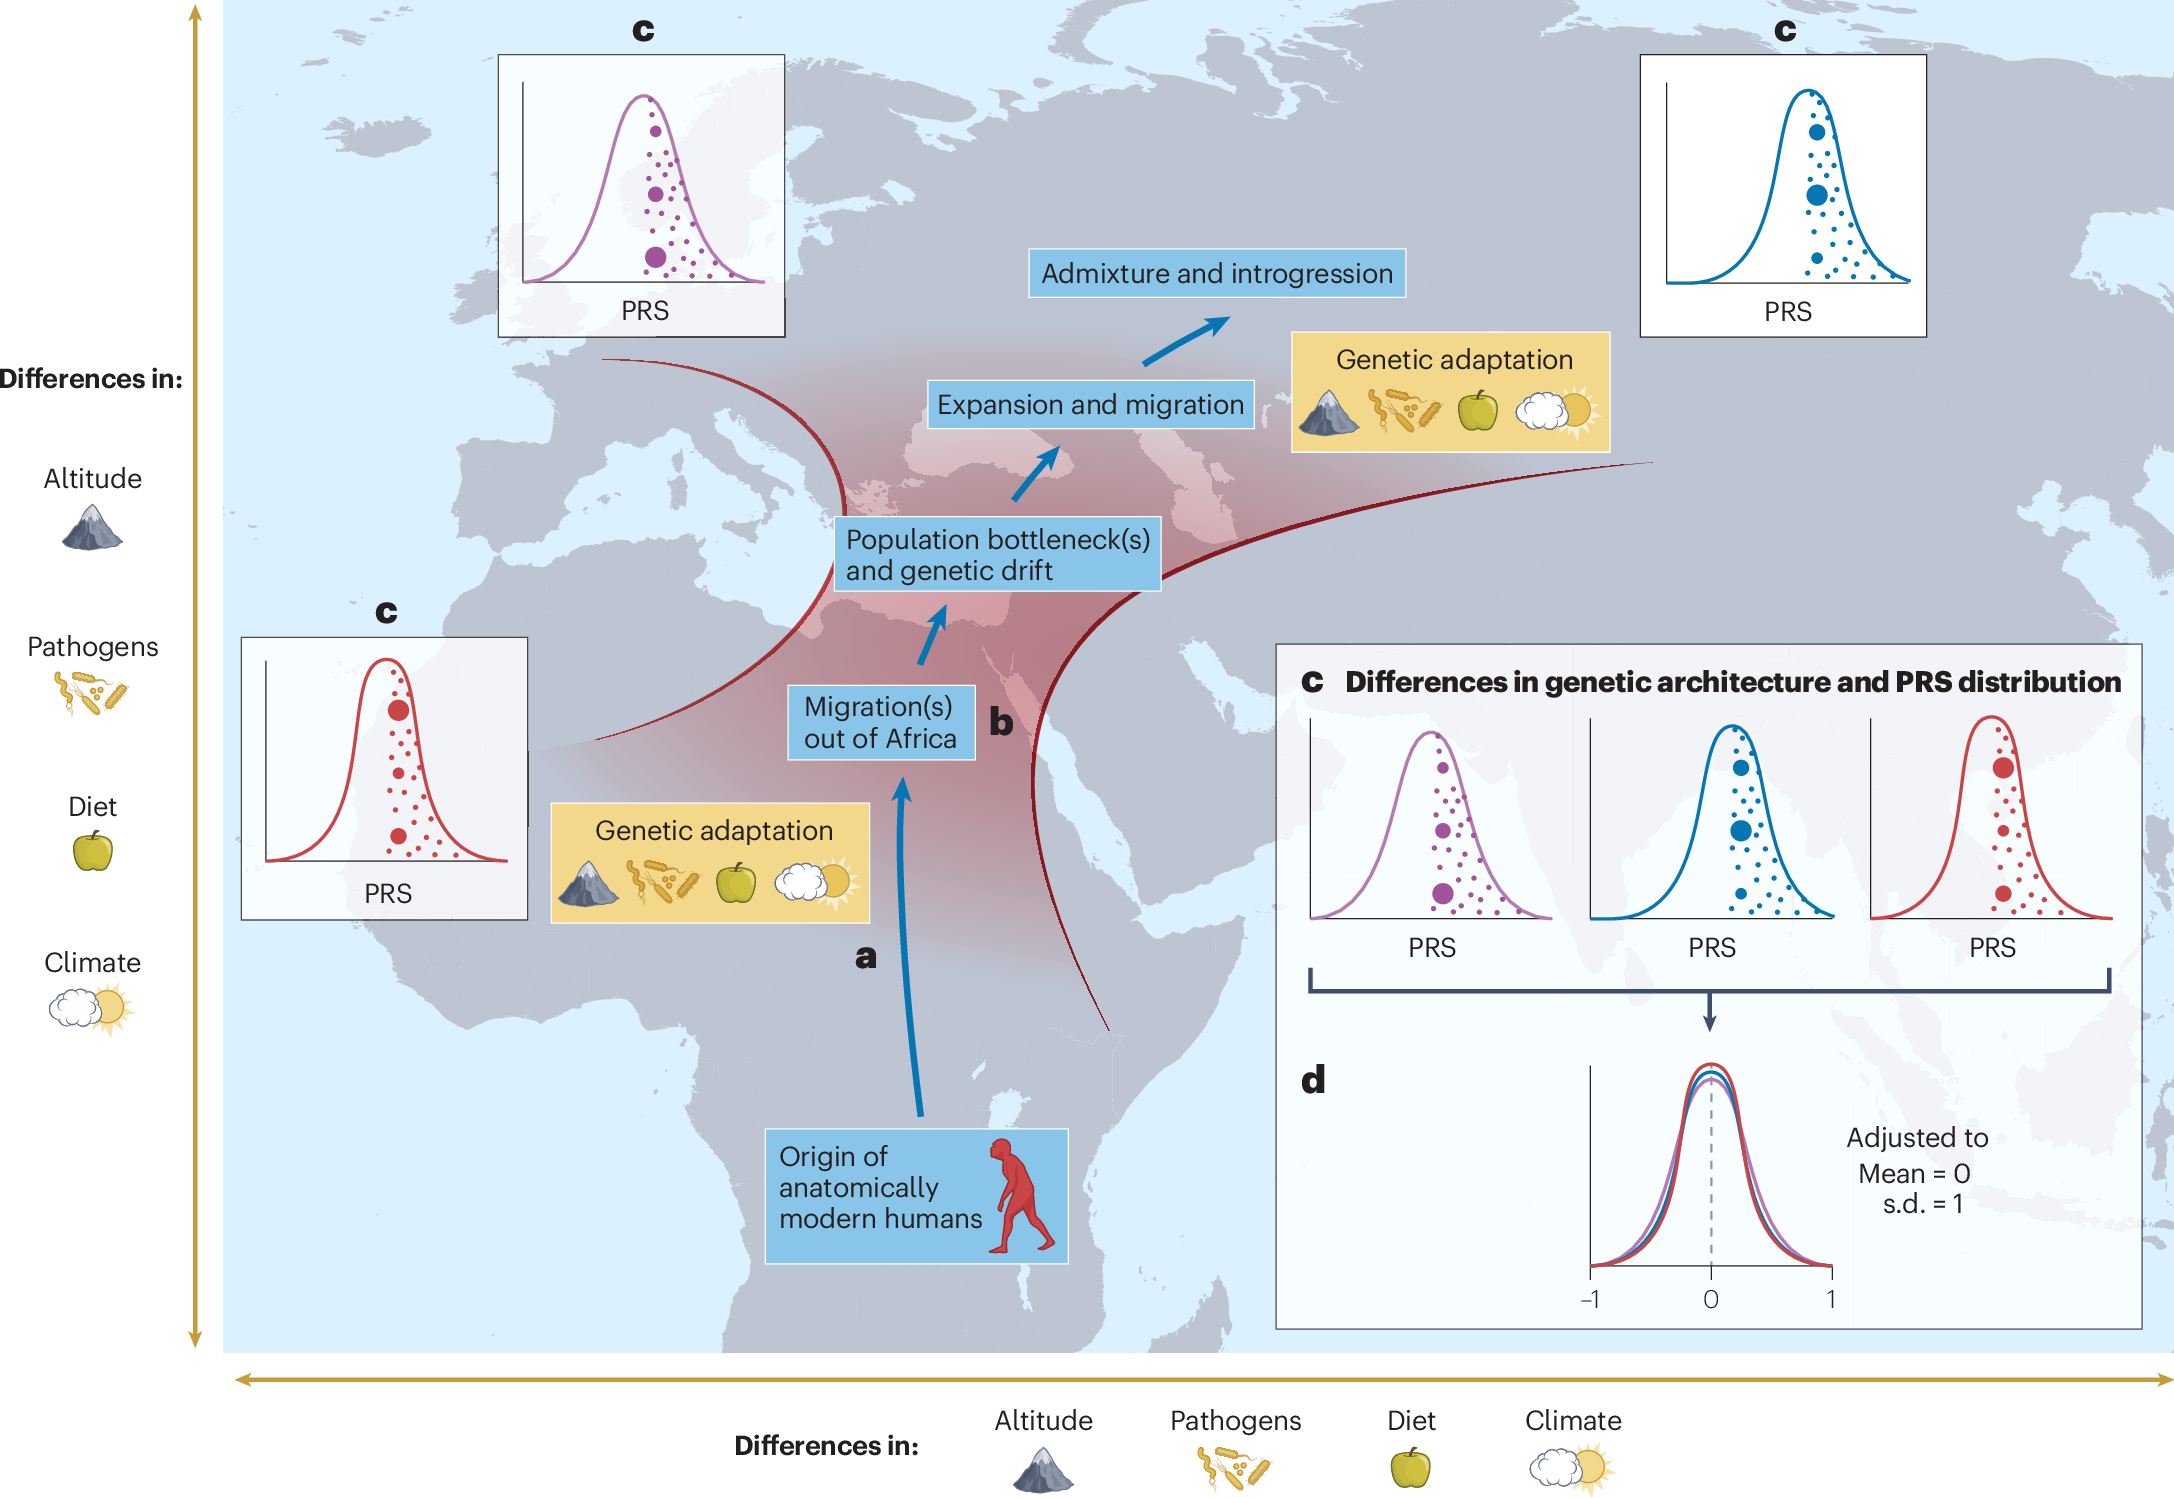 c
PRS
c
PRS
Admixture and introgression
Genetic adaptation
Expansion and migration
Differences in:
Altitude
Pathogens
Diet
Climate
Population bottleneck(s)
and genetic drift
c
PRS
Migration(s)
out of Africa
b
Genetic adaptation
a
Origin of
anatomically
modern humans
c Differences in genetic architecture and PRS distribution
PRS
PRS
PRS
d
Adjusted to
Mean = 0
s.d. = 1
–1
0
1
Differences in:
Altitude
Pathogens
Diet
Climate